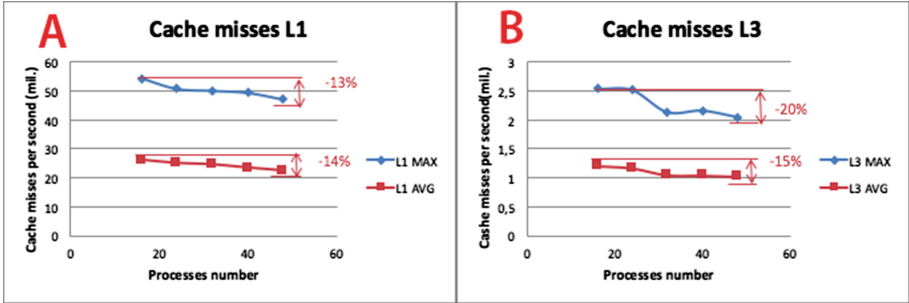 A
Cache misses L1
Cache misses per second (mil.)
60
50
40
30
20
10
0
0
20
40
60
Processes number
-13%
-14%
L1 MAX
L1 AVG
B
Cache misses L3
Cashe misses per second(mil.)
3
2,5
2
1,5
1
0,5
0
0
20
40
60
Processes number
-20%
-15%
L3 MAX
L3 AVG